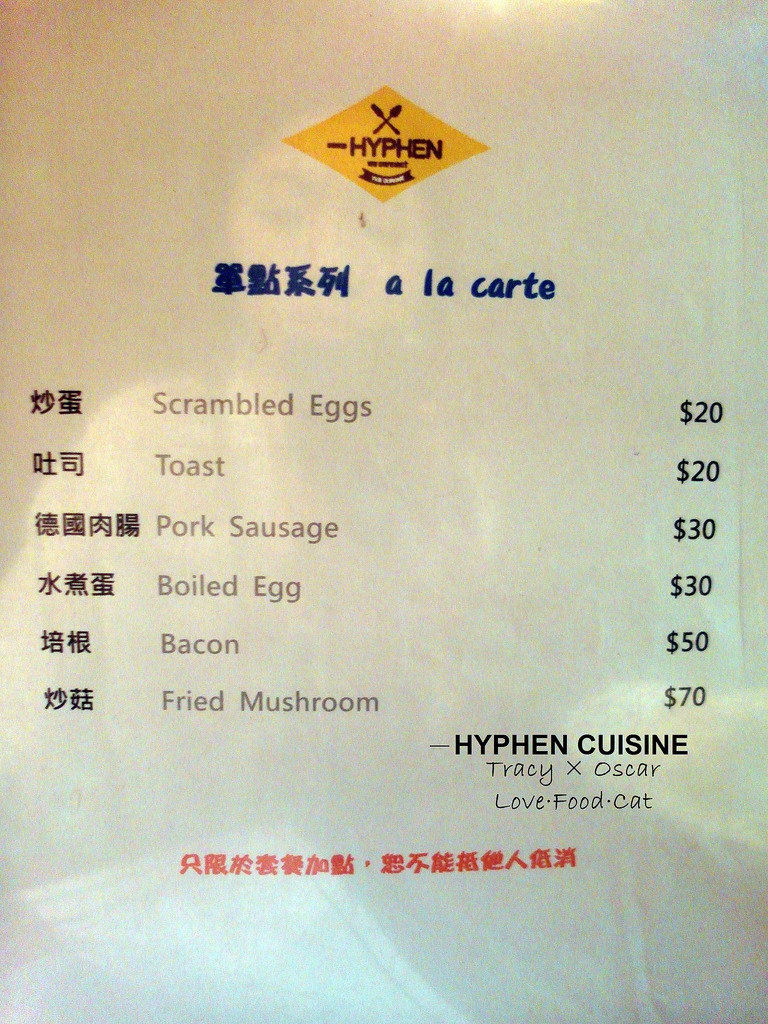 HYPHEN
THE CUISINE
單點系列 a la carte
炒蛋 Scrambled Eggs $20
吐司 Toast $20
德國肉腸 Pork Sausage $30
水煮蛋 Boiled Egg $30
培根 Bacon $50
炒菇 Fried Mushroom $70
—HYPHEN CUISINE
Tracy × Oscar
Love·Food·Cat
只限於套餐加點，恕不能抵他人低消